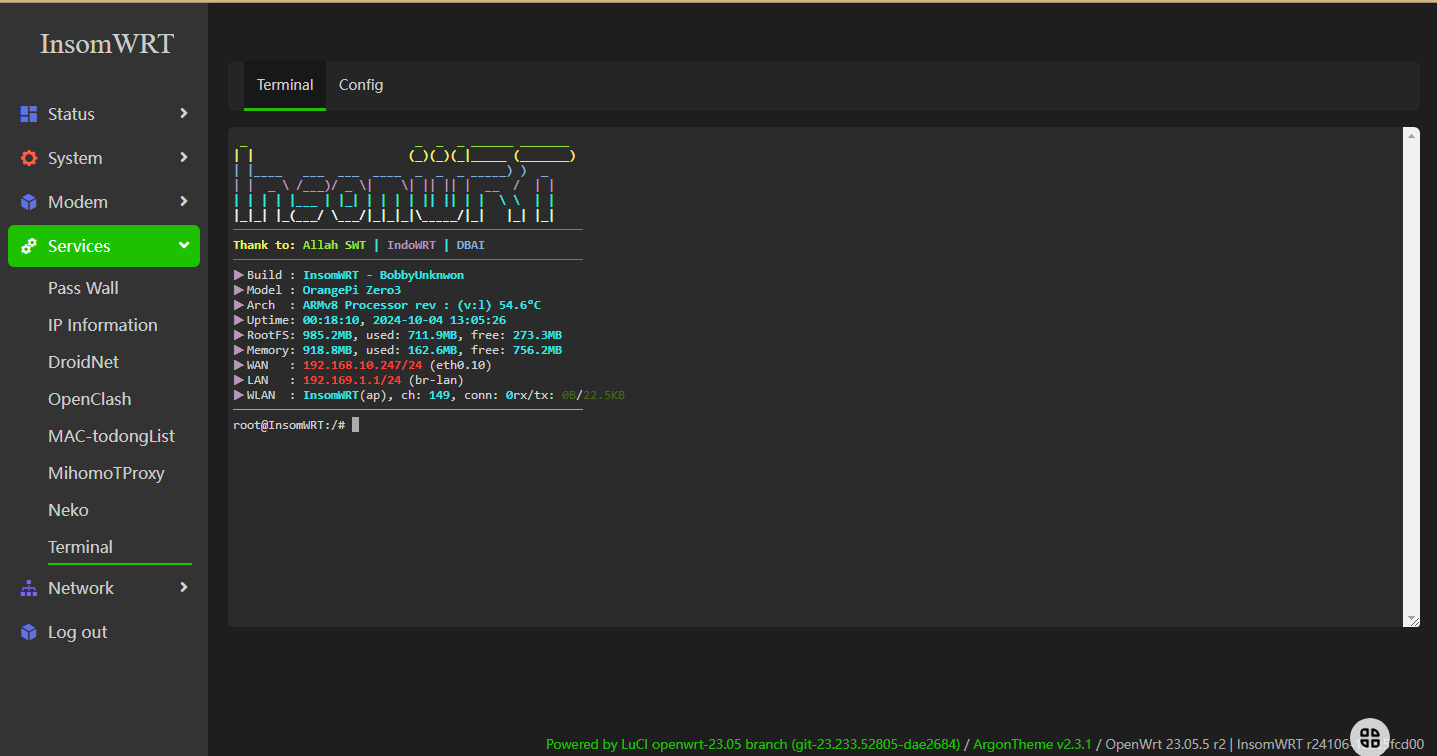 InsomWRT
Status
System
Modem
Services
Pass Wall
IP Information
DroidNet
OpenClash
MAC-todongList
MihomoTProxy
Neko
Terminal
Network
Log out
Terminal
Config
Thank to: Allah SWT | IndoWRT | DBAI
Build : InsomWRT - BobbyUnknwon
Model : OrangePi Zero3
Arch : ARMv8 Processor rev : (v:l) 54.6°C
Uptime: 00:18:10, 2024-10-04 13:05:26
RootFS: 985.2MB, used: 711.9MB, free: 273.3MB
Memory: 918.8MB, used: 162.6MB, free: 756.2MB
WAN : 192.168.10.247/24 (eth0.10)
LAN : 192.169.1.1/24 (br-lan)
WLAN : InsomWRT(ap), ch: 149, conn: 0rx/tx: 0B/22.5KB
root@InsomWRT:/#
Powered by LuCI openwrt-23.05 branch (git-23.233.52805-dae2684) / ArgonTheme v2.3.1 / OpenWrt 23.05.5 r2 | InsomWRT